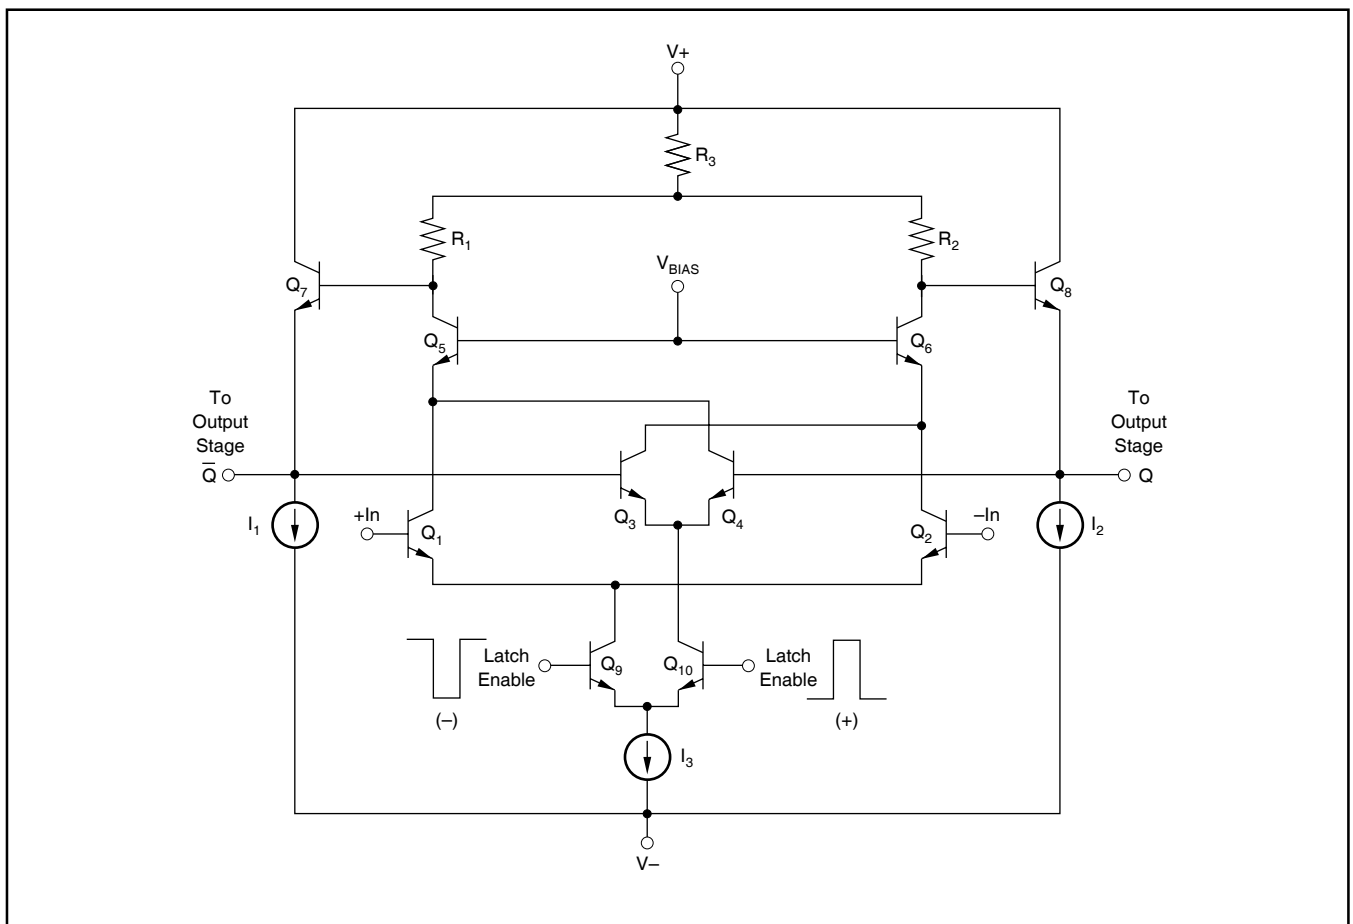 V+
R3
R1
R2
VBIAS
Q7
Q8
Q5
Q6
To
Output
Stage
To
Output
Stage
Q̅
Q
I1
+In
Q1
Q3
Q4
Q2
–In
I2
Latch
Enable
Q9
Q10
Latch
Enable
(–)
(+)
I3
V–